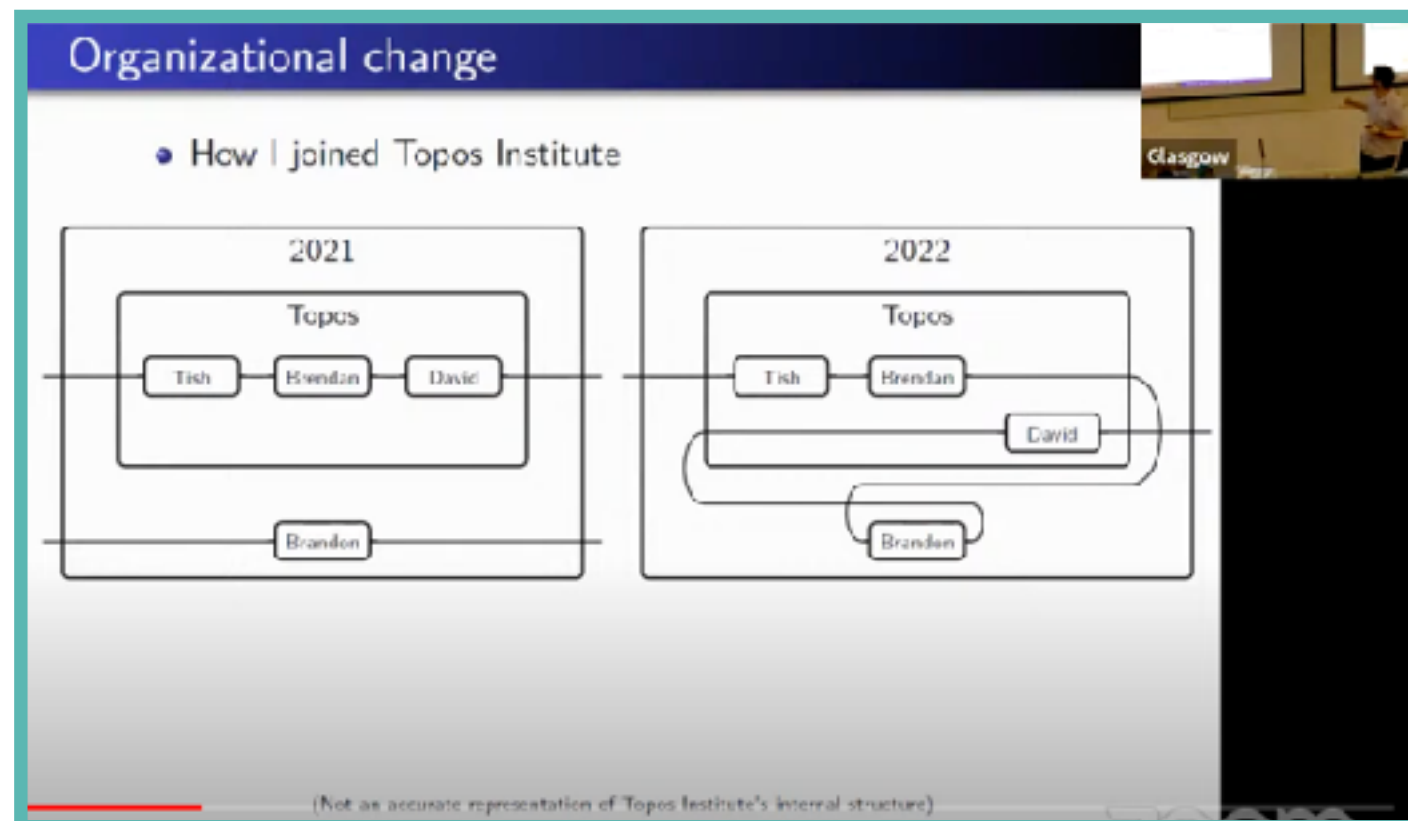 Organizational change
How I joined Topos Institute
Glasgow
2021
Topos
Tish
Brendan
David
Brandon
2022
Topos
Tish
Brendan
David
Brandon
(Not an accurate representation of Topos Institute's internal structure)
zoom